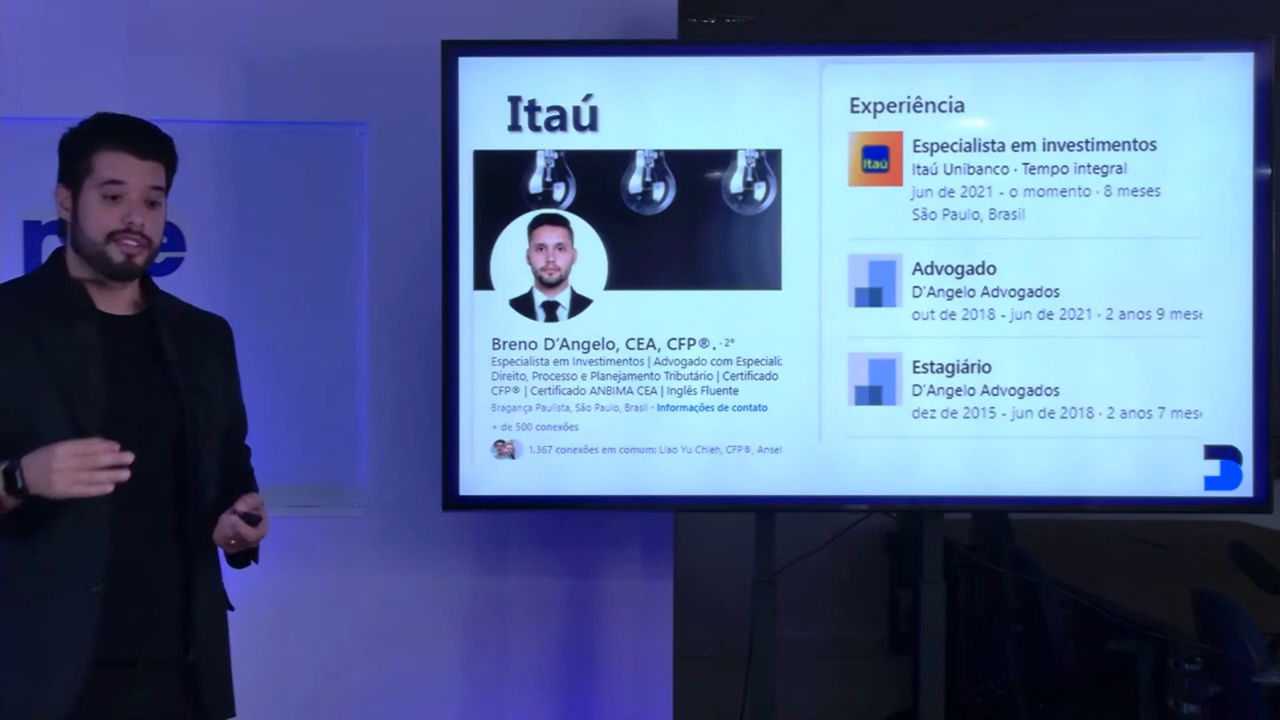 Itaú
Breno D'Angelo, CEA, CFP®. · 2º
Especialista em Investimentos | Advogado com Especiali
Direito, Processo e Planejamento Tributário | Certificado
CFP® | Certificado ANBIMA CEA | Inglês Fluente
Bragança Paulista, São Paulo, Brasil · Informações de contato
+ de 500 conexões
1.367 conexões em comum: Liao Yu Chieh, CFP®, Ansel
Experiência
Itaú
Especialista em investimentos
Itaú Unibanco · Tempo integral
jun de 2021 - o momento · 8 meses
São Paulo, Brasil
Advogado
D'Angelo Advogados
out de 2018 - jun de 2021 · 2 anos 9 mese
Estagiário
D'Angelo Advogados
dez de 2015 - jun de 2018 · 2 anos 7 mese